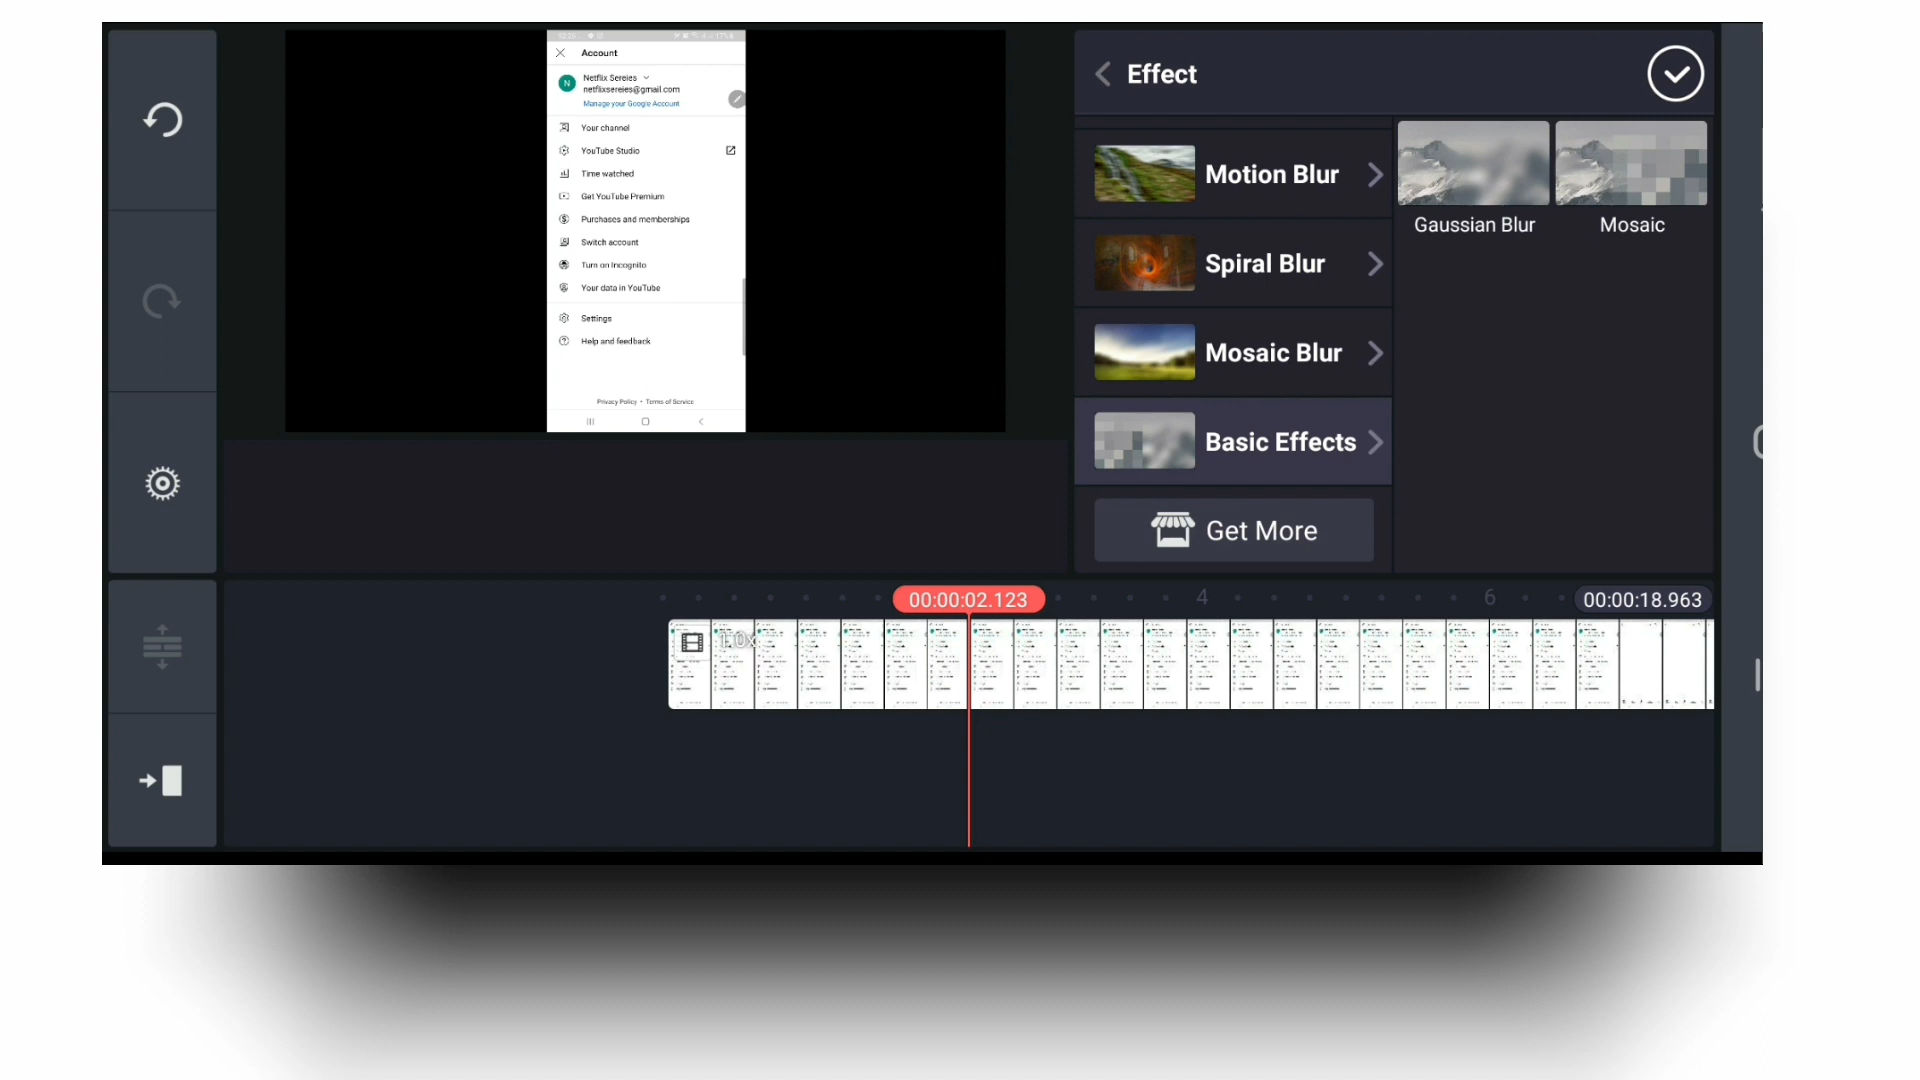 Account
Netflix Sereies
netflixsereies@gmail.com
Manage your Google Account
Your channel
YouTube Studio
Time watched
Get YouTube Premium
Purchases and memberships
Switch account
Turn on Incognito
Your data in YouTube
Settings
Help and feedback
Privacy Policy • Terms of Service
Effect
Motion Blur
Spiral Blur
Mosaic Blur
Basic Effects
Get More
Gaussian Blur
Mosaic
00:00:02.123
4
6
00:00:18.963
1.0x